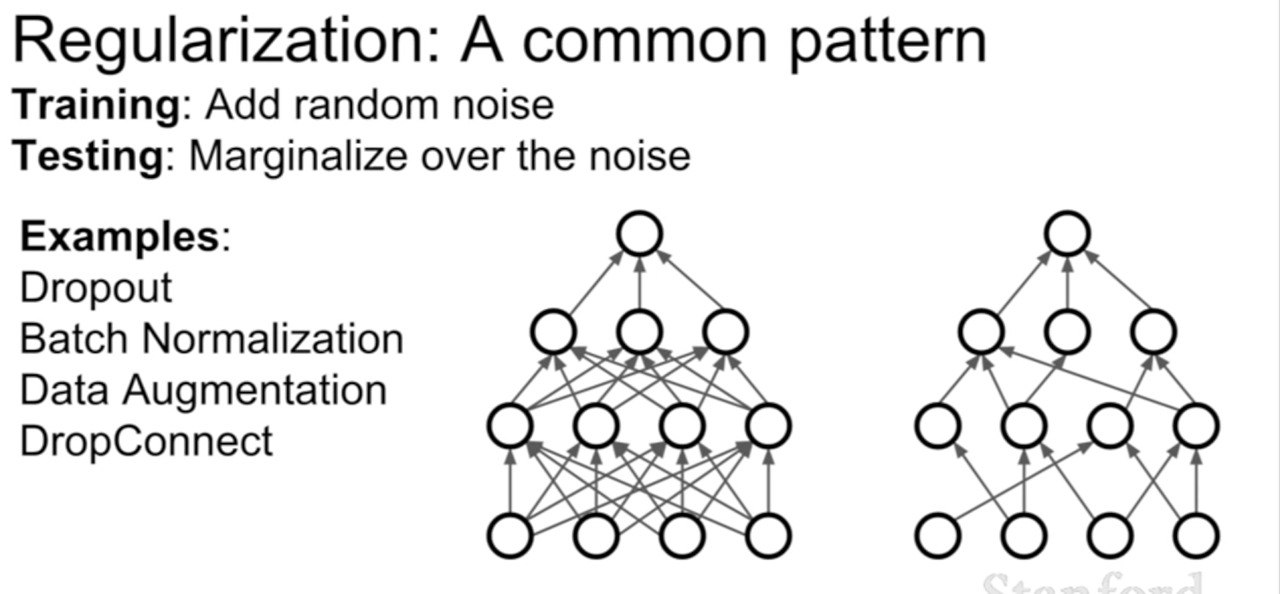 Regularization: A common pattern
Training: Add random noise
Testing: Marginalize over the noise
Examples:
Dropout
Batch Normalization
Data Augmentation
DropConnect
Stanford